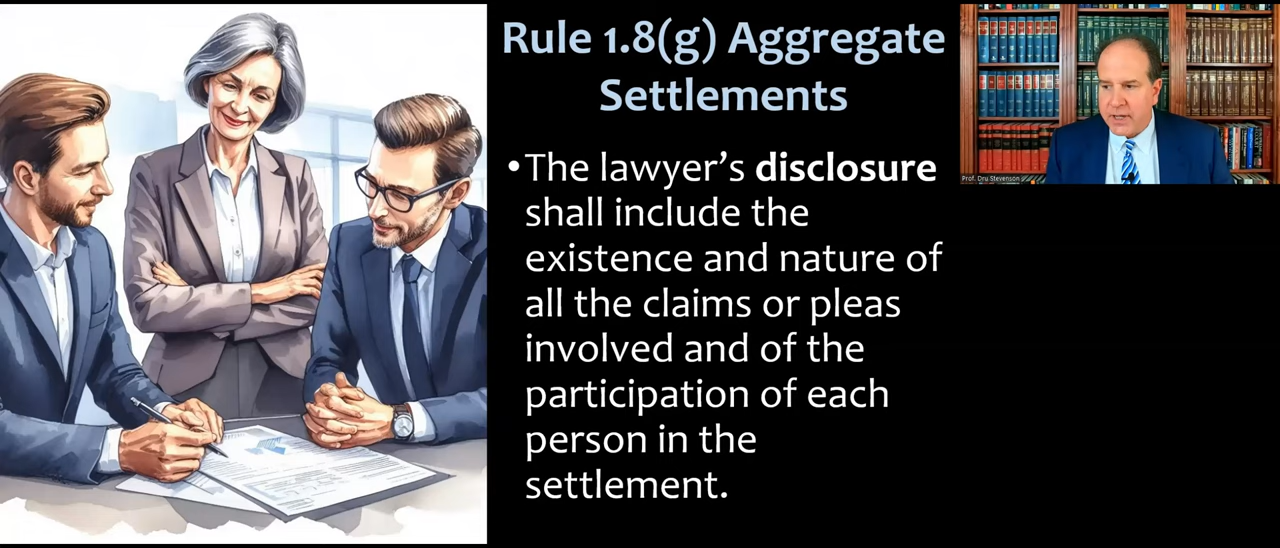 Rule 1.8(g) Aggregate
Settlements
•The lawyer’s disclosure
shall include the
existence and nature of
all the claims or pleas
involved and of the
participation of each
person in the
settlement.
Prof. Dru Stevenson